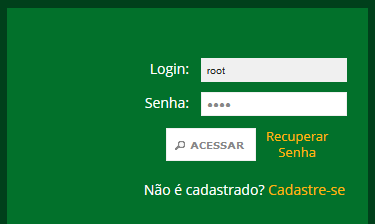 Login: root
Senha: ••••
ACESSAR
Recuperar
Senha
Não é cadastrado? Cadastre-se